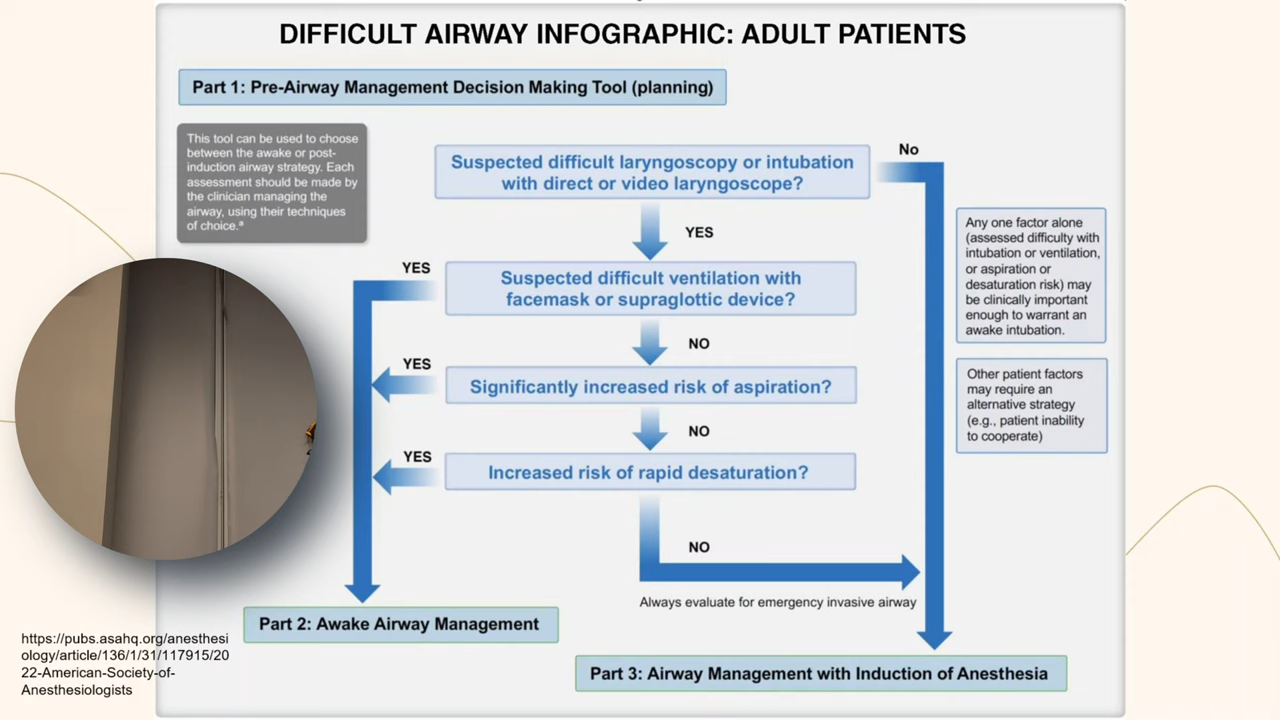 DIFFICULT AIRWAY INFOGRAPHIC: ADULT PATIENTS
Part 1: Pre-Airway Management Decision Making Tool (planning)
This tool can be used to choose
between the awake or post-
induction airway strategy. Each
assessment should be made by
the clinician managing the
airway, using their techniques
of choice.ª
Suspected difficult laryngoscopy or intubation
with direct or video laryngoscope?
No
YES
Any one factor alone
(assessed difficulty with
intubation or ventilation,
or aspiration or
desaturation risk) may
be clinically important
enough to warrant an
awake intubation.
YES
Suspected difficult ventilation with
facemask or supraglottic device?
NO
YES
Significantly increased risk of aspiration?
Other patient factors
may require an
alternative strategy
(e.g., patient inability
to cooperate)
NO
YES
Increased risk of rapid desaturation?
NO
Always evaluate for emergency invasive airway
Part 2: Awake Airway Management
Part 3: Airway Management with Induction of Anesthesia
https://pubs.asahq.org/anesthesi
ology/article/136/1/31/117915/20
22-American-Society-of-
Anesthesiologists